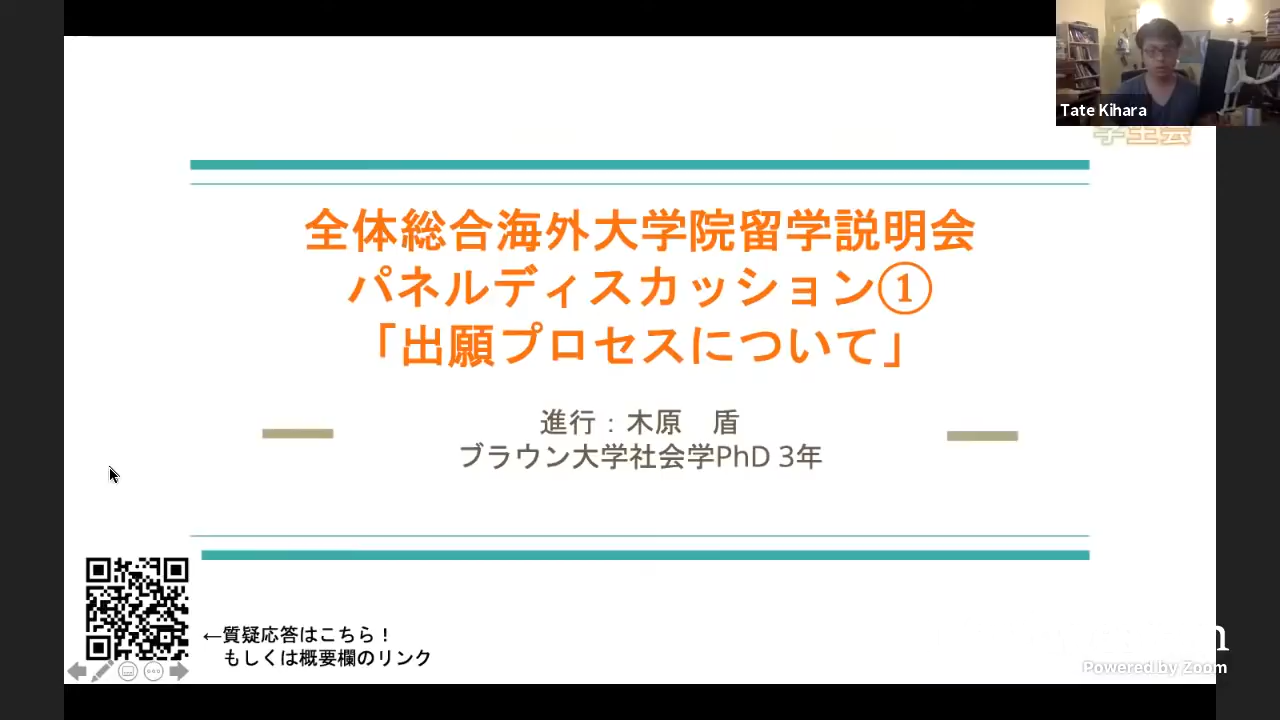 Tate Kihara
学生会
全体総合海外大学院留学説明会
パネルディスカッション①
「出願プロセスについて」
進行：木原　盾
ブラウン大学社会学PhD 3年
←質疑応答はこちら！
もしくは概要欄のリンク
Powered by Zoom